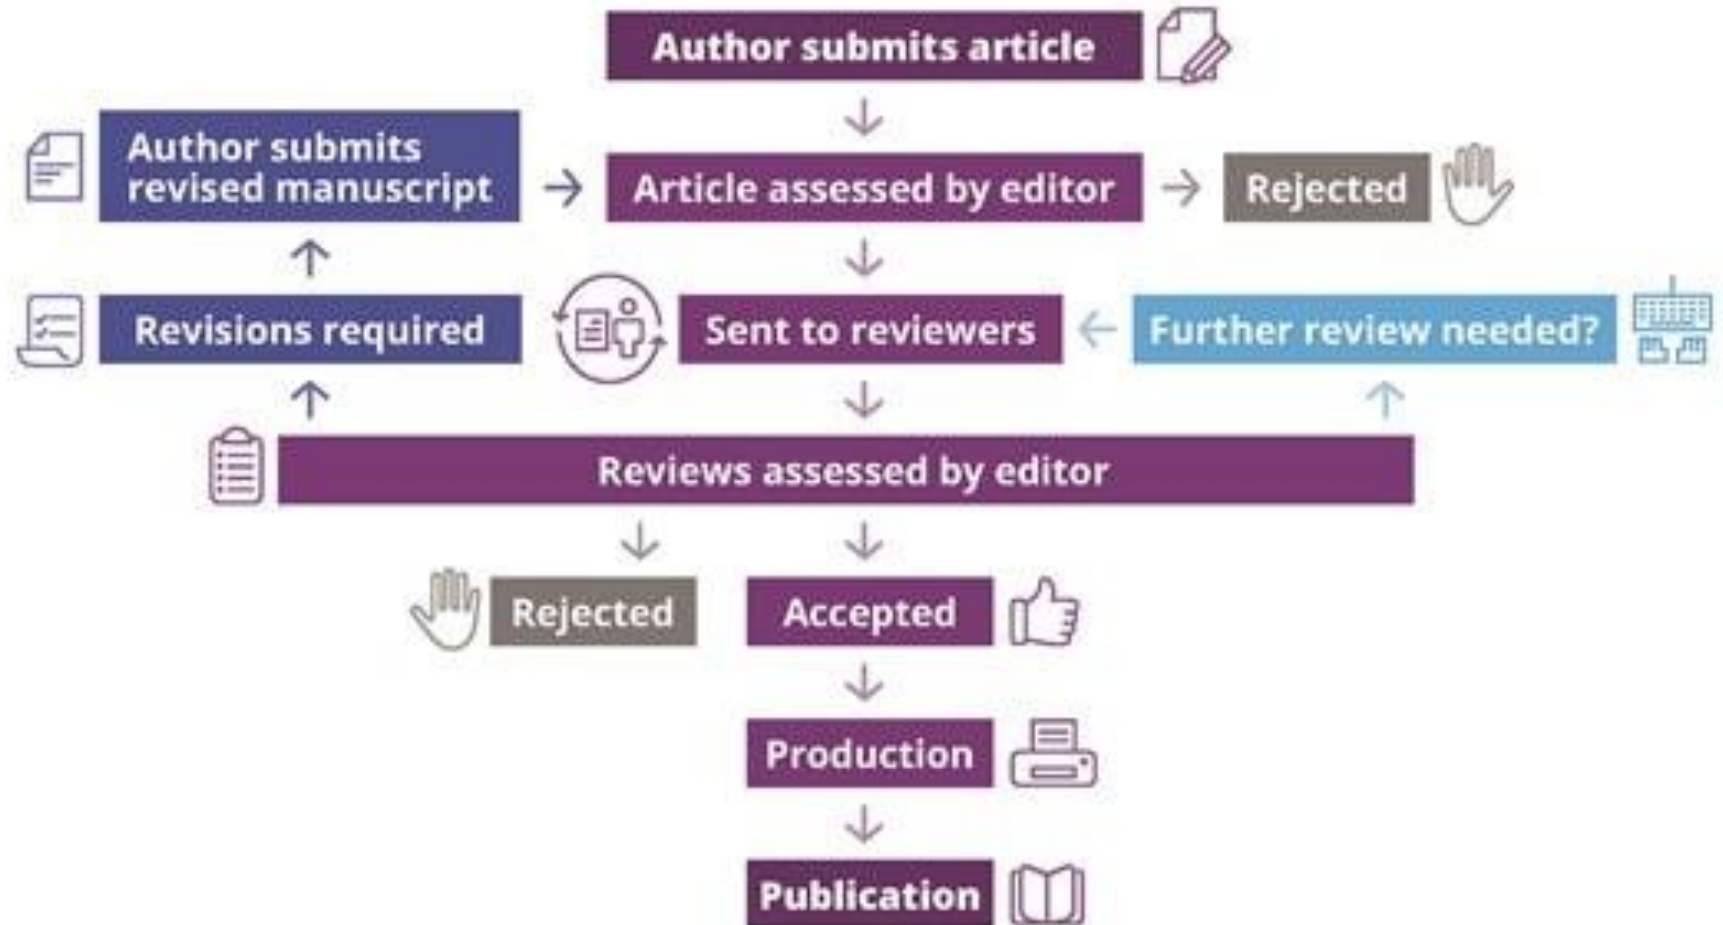 Author submits article
Author submits
revised manuscript
Article assessed by editor
Rejected
Revisions required
Sent to reviewers
Further review needed?
Reviews assessed by editor
Rejected
Accepted
Production
Publication